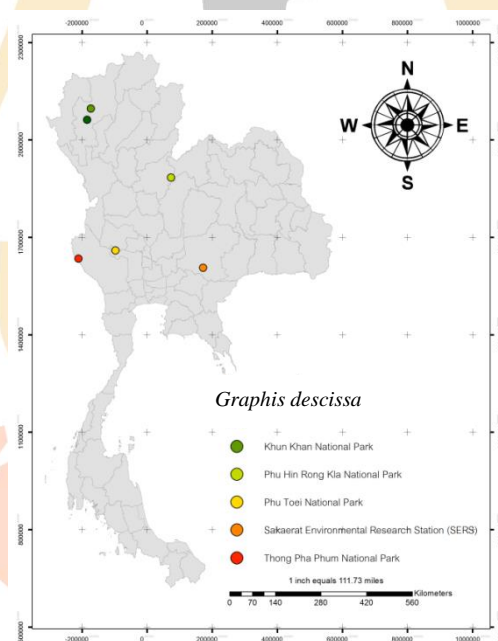 -200000 0 200000 400000 600000 800000 1000000
2300000
2000000
1700000
1400000
1100000
800000
N
W E
S
Graphis descissa
Khun Khan National Park
Phu Hin Rong Kla National Park
Phu Toei National Park
Sakaerat Environmental Research Station (SERS)
Thong Pha Phum National Park
1 inch equals 111.73 miles
Kilometers
0 70 140 280 420 560
-200000 0 200000 400000 600000 800000 1000000